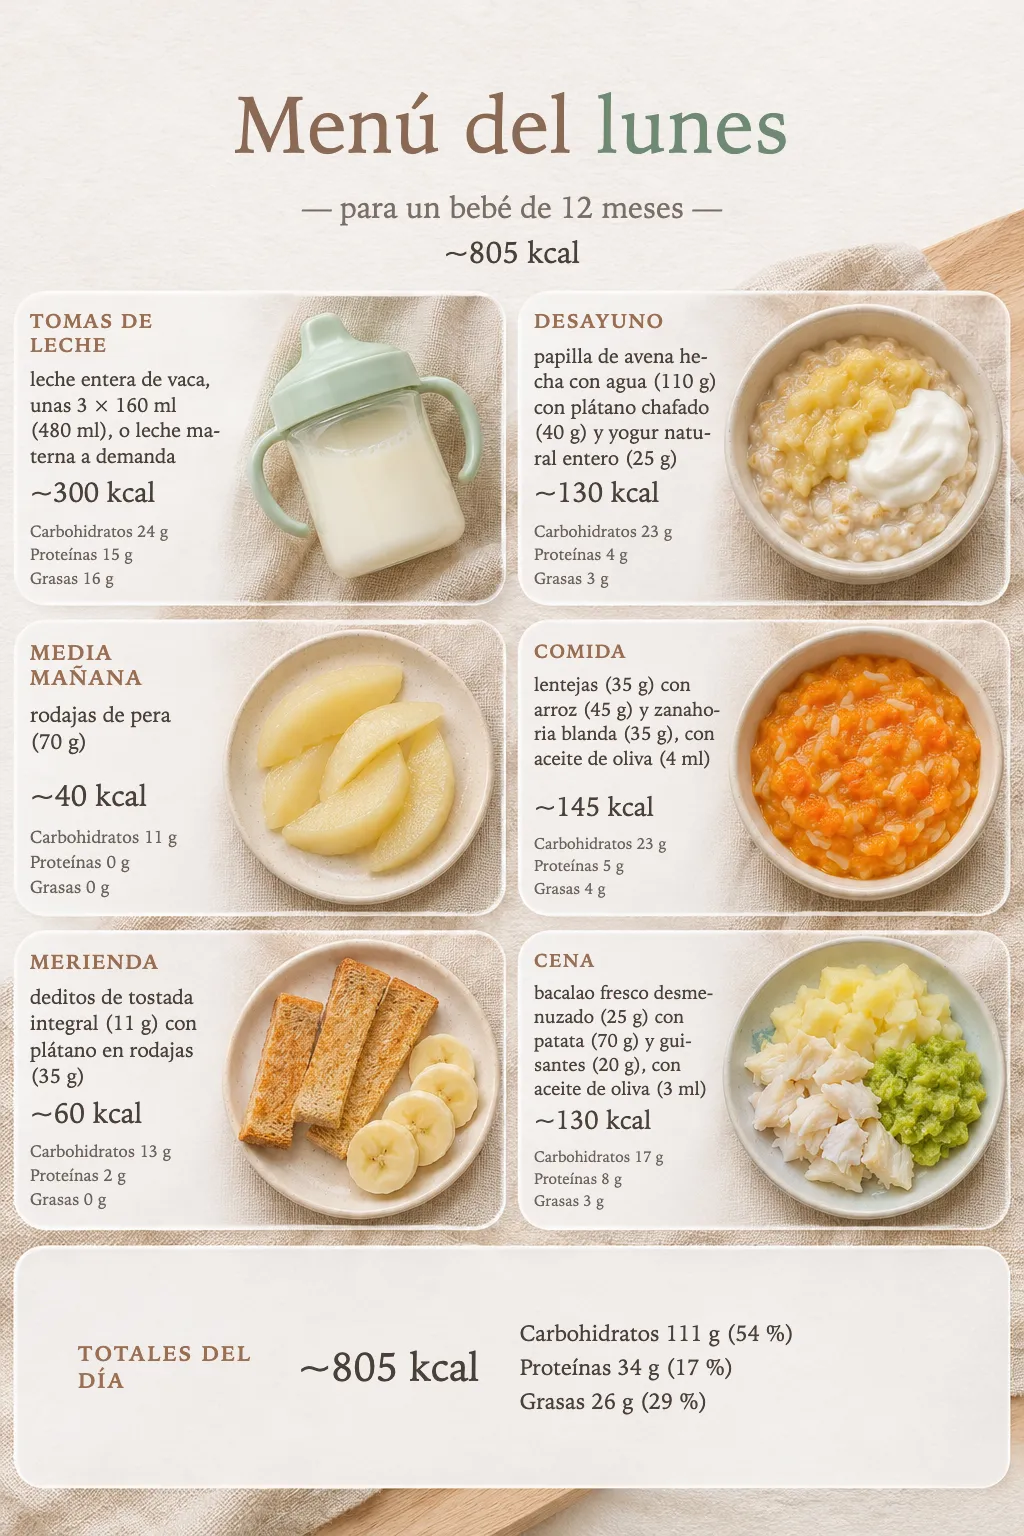 Menú del lunes
— para un bebé de 12 meses —
~805 kcal
TOMAS DE
LECHE
leche entera de vaca,
unas 3 × 160 ml
(480 ml), o leche ma-
terna a demanda
~300 kcal
Carbohidratos 24 g
Proteínas 15 g
Grasas 16 g
DESAYUNO
papilla de avena he-
cha con agua (110 g)
con plátano chafado
(40 g) y yogur natu-
ral entero (25 g)
~130 kcal
Carbohidratos 23 g
Proteínas 4 g
Grasas 3 g
MEDIA
MAÑANA
rodajas de pera
(70 g)
~40 kcal
Carbohidratos 11 g
Proteínas 0 g
Grasas 0 g
COMIDA
lentejas (35 g) con
arroz (45 g) y zanaho-
ria blanda (35 g), con
aceite de oliva (4 ml)
~145 kcal
Carbohidratos 23 g
Proteínas 5 g
Grasas 4 g
MERIENDA
deditos de tostada
integral (11 g) con
plátano en rodajas
(35 g)
~60 kcal
Carbohidratos 13 g
Proteínas 2 g
Grasas 0 g
CENA
bacalao fresco desme-
nuzado (25 g) con
patata (70 g) y gui-
santes (20 g), con
aceite de oliva (3 ml)
~130 kcal
Carbohidratos 17 g
Proteínas 8 g
Grasas 3 g
TOTALES DEL
DÍA
~805 kcal
Carbohidratos 111 g (54 %)
Proteínas 34 g (17 %)
Grasas 26 g (29 %)